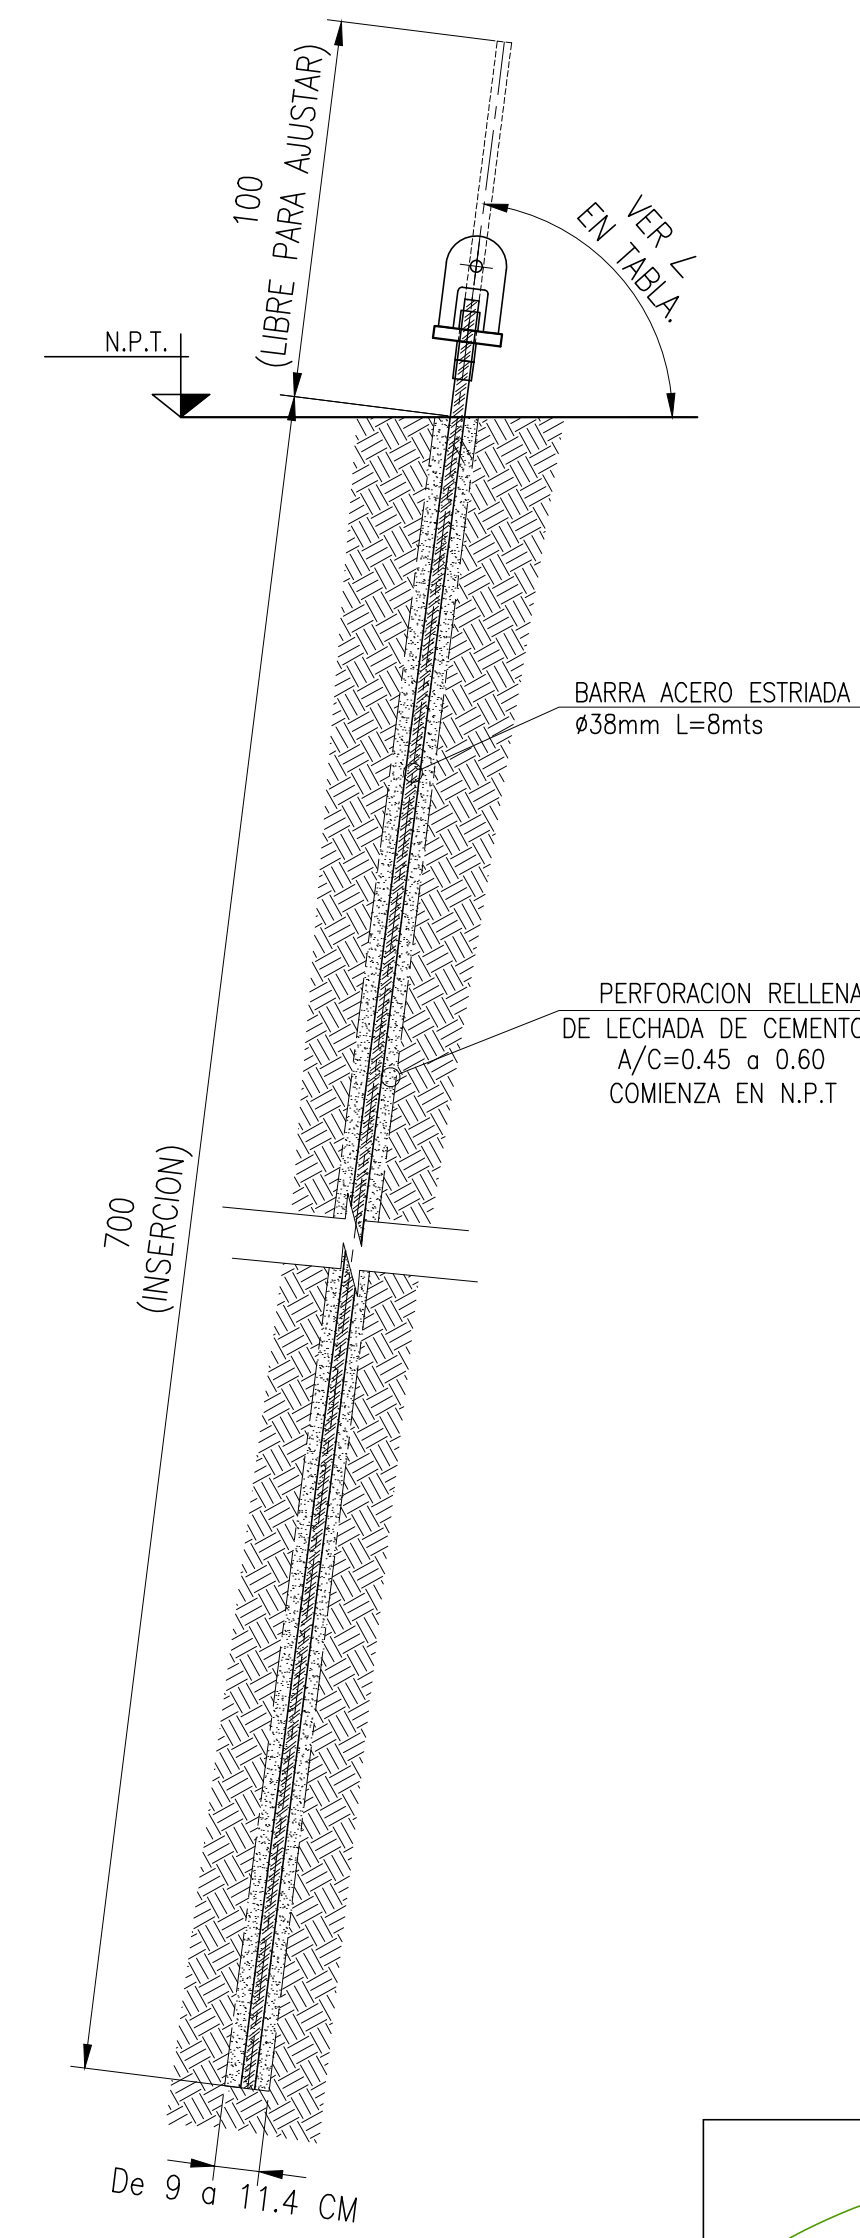 100
(LIBRE PARA AJUSTAR)
VER ∠
EN TABLA.
N.P.T.
BARRA ACERO ESTRIADA
ø38mm L=8mts
PERFORACION RELLENA
DE LECHADA DE CEMENTO
A/C=0.45 a 0.60
COMIENZA EN N.P.T
700
(INSERCION)
De 9 a 11.4 CM